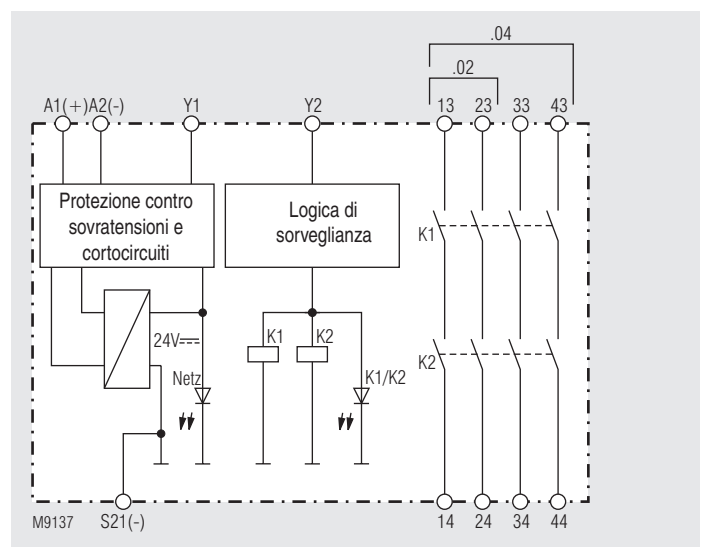 .04
.02
A1(+) A2(-) Y1 Y2 13 23 33 43
Protezione contro
sovratensioni e
cortocircuiti
Logica di
sorveglianza
K1
24V
K1 K2
K2
Netz
K1/K2
M9137 S21(-) 14 24 34 44